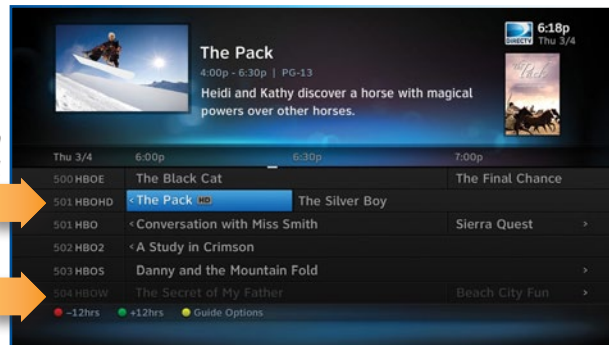 The Pack
4:00p - 6:30p | PG-13
Heidi and Kathy discover a horse with magical
powers over other horses.
DIRECTV
6:18p
Thu 3/4
Pack
Thu 3/4 6:00p 6:30p 7:00p
500 HBOE The Black Cat The Final Chance
501 HBOHD <The Pack HD The Silver Boy
501 HBO <Conversation with Miss Smith Sierra Quest >
502 HBO2 <A Study in Crimson
503 HBOS Danny and the Mountain Fold >
504 HBOW The Secret of My Father Beach City Fun >
-12hrs +12hrs Guide Options